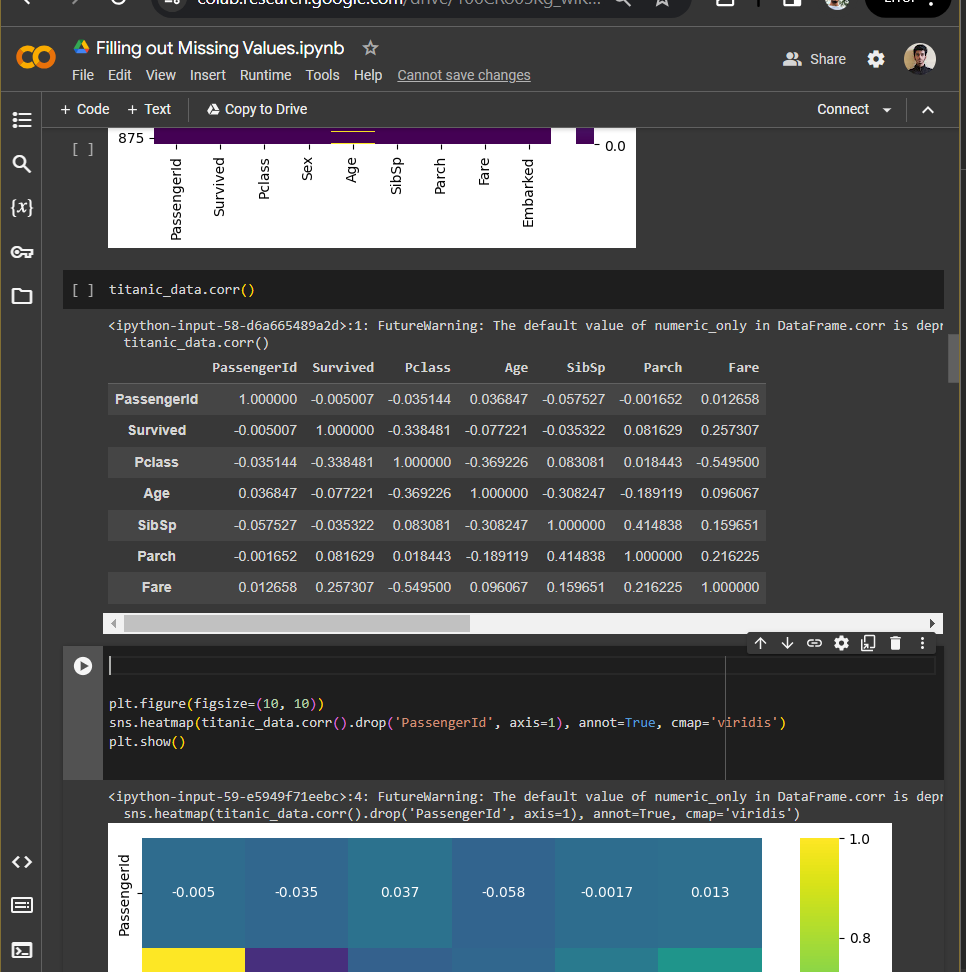 Filling out Missing Values.ipynb
File Edit View Insert Runtime Tools Help Cannot save changes
Share
+ Code + Text Copy to Drive
Connect
[ ]
875
0.0
PassengerId
Survived
Pclass
Sex
Age
SibSp
Parch
Fare
Embarked
[ ] titanic_data.corr()
<ipython-input-58-d6a665489a2d>:1: FutureWarning: The default value of numeric_only in DataFrame.corr is depr
titanic_data.corr()
PassengerId Survived Pclass Age SibSp Parch Fare
PassengerId 1.000000 -0.005007 -0.035144 0.036847 -0.057527 -0.001652 0.012658
Survived -0.005007 1.000000 -0.338481 -0.077221 -0.035322 0.081629 0.257307
Pclass -0.035144 -0.338481 1.000000 -0.369226 0.083081 0.018443 -0.549500
Age 0.036847 -0.077221 -0.369226 1.000000 -0.308247 -0.189119 0.096067
SibSp -0.057527 -0.035322 0.083081 -0.308247 1.000000 0.414838 0.159651
Parch -0.001652 0.081629 0.018443 -0.189119 0.414838 1.000000 0.216225
Fare 0.012658 0.257307 -0.549500 0.096067 0.159651 0.216225 1.000000
plt.figure(figsize=(10, 10))
sns.heatmap(titanic_data.corr().drop('PassengerId', axis=1), annot=True, cmap='viridis')
plt.show()
<ipython-input-59-e5949f71eebc>:4: FutureWarning: The default value of numeric_only in DataFrame.corr is depr
sns.heatmap(titanic_data.corr().drop('PassengerId', axis=1), annot=True, cmap='viridis')
PassengerId
-0.005 -0.035 0.037 -0.058 -0.0017 0.013
1.0
0.8